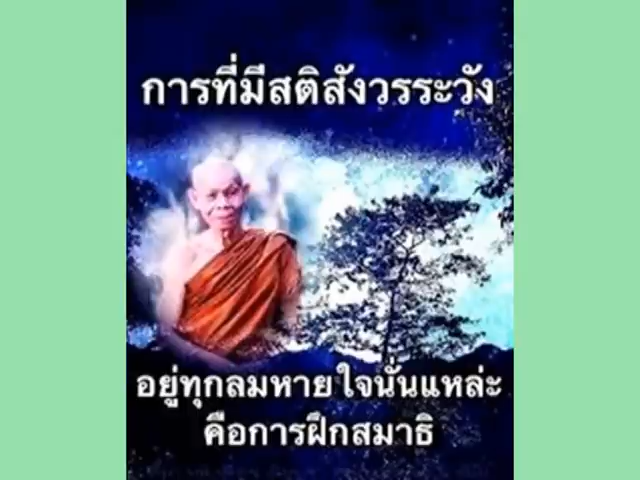 การที่มีสติสังวรระวัง
อยู่ทุกลมหายใจนั่นแหล่ะ
คือการฝึกสมาธิ